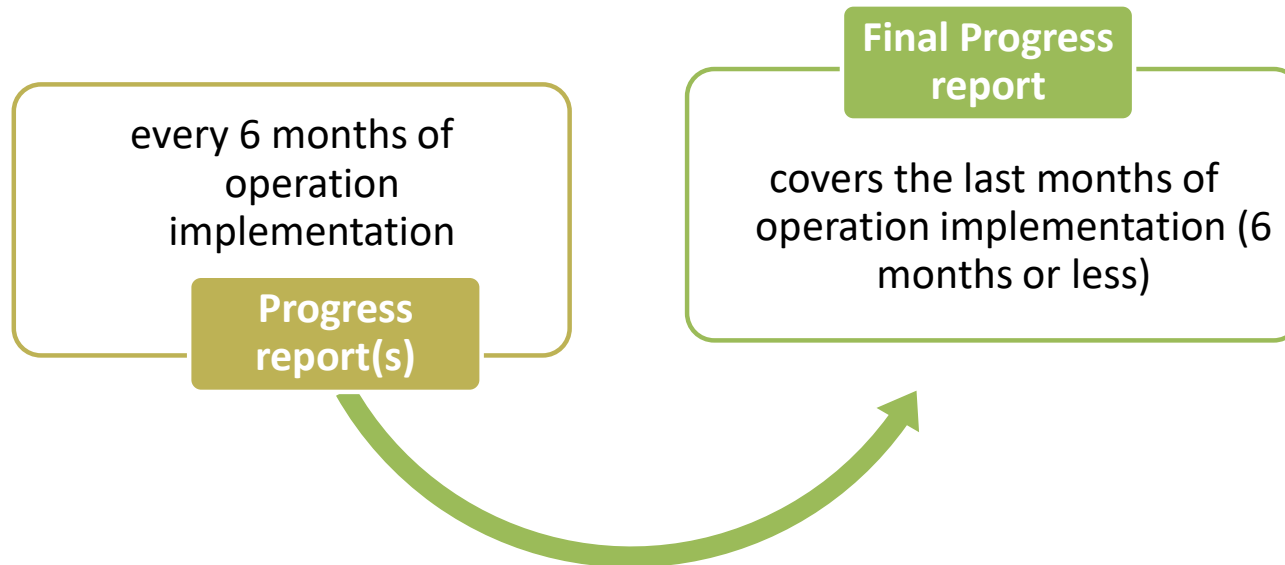 every 6 months of
operation
implementation
Progress
report(s)
Final Progress
report
covers the last months of
operation implementation (6
months or less)